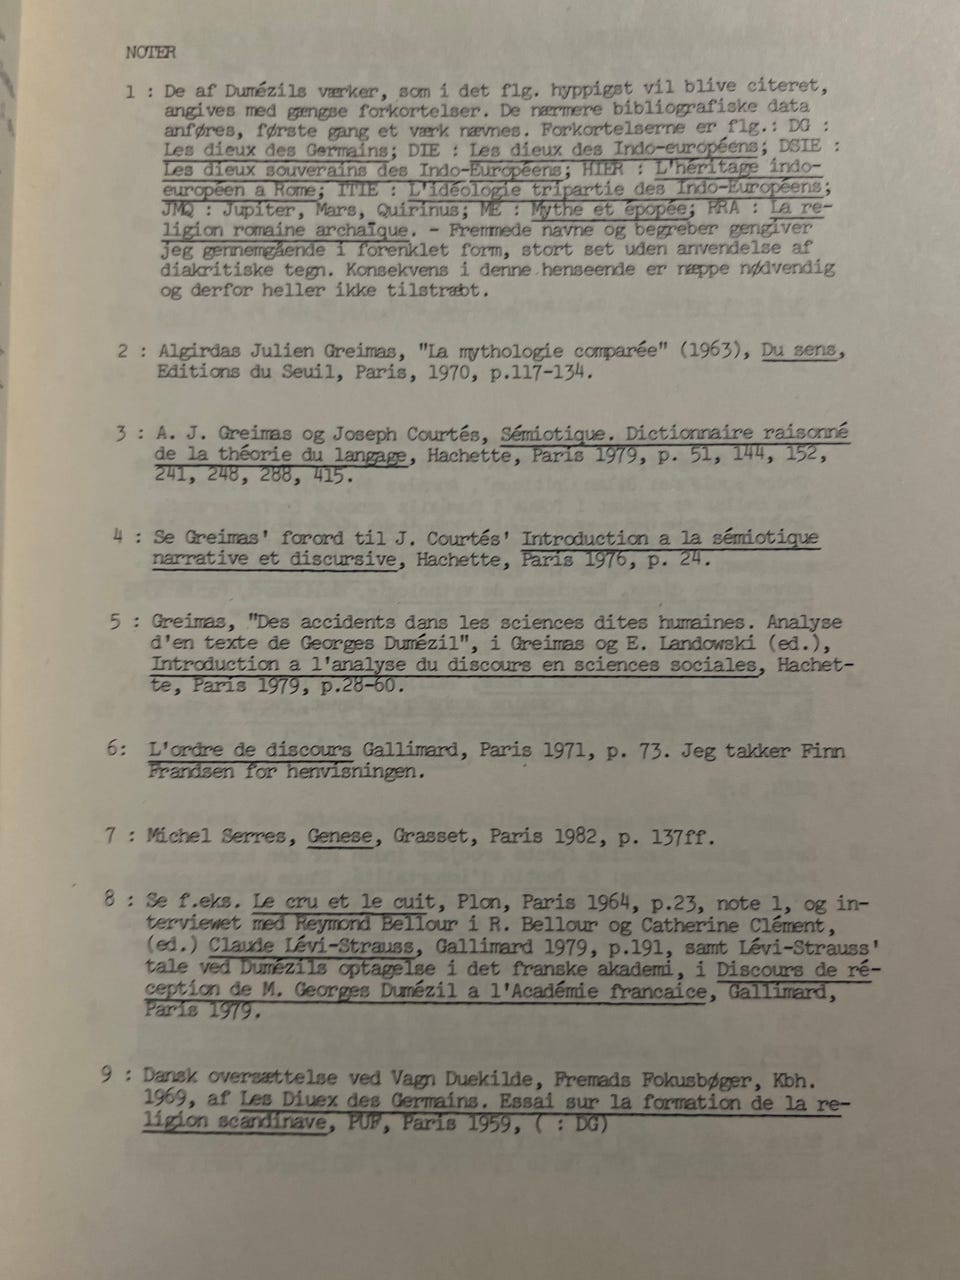 NOTER
1 : De af Dumézils værker, som i det flg. hyppigst vil blive citeret,
angives med gængse forkortelser. De nærmere bibliografiske data
anføres, første gang et værk nævnes. Forkortelserne er flg.: DG :
Les dieux des Germains; DIE : Les dieux des Indo-européens; DSIE :
Les dieux souverains des Indo-Européens; HIER : L'héritage indo-
européen a Rome; ITIE : L'idéologie tripartie des Indo-Européens;
JMQ : Jupiter, Mars, Quirinus; ME : Mythe et épopée; RRA : La re-
ligion romaine archaïque. - Fremmede navne og begreber gengiver
jeg gennemgående i forenklet form, stort set uden anvendelse af
diakritiske tegn. Konsekvens i denne henseende er næppe nødvendig
og derfor heller ikke tilstræbt.
2 : Algirdas Julien Greimas, "La mythologie comparée" (1963), Du sens,
Editions du Seuil, Paris, 1970, p.117-134.
3 : A. J. Greimas og Joseph Courtés, Sémiotique. Dictionnaire raisonné
de la théorie du langage, Hachette, Paris 1979, p. 51, 144, 152,
241, 248, 288, 415.
4 : Se Greimas' forord til J. Courtés' Introduction a la sémiotique
narrative et discursive, Hachette, Paris 1976, p. 24.
5 : Greimas, "Des accidents dans les sciences dites humaines. Analyse
d'en texte de Georges Dumézil", i Greimas og E. Landowski (ed.),
Introduction a l'analyse du discours en sciences sociales, Hachet-
te, Paris 1979, p.28-60.
6: L'ordre de discours Gallimard, Paris 1971, p. 73. Jeg takker Finn
Frandsen for henvisningen.
7 : Michel Serres, Genese, Grasset, Paris 1982, p. 137ff.
8 : Se f.eks. Le cru et le cuit, Plon, Paris 1964, p.23, note 1, og in-
terviewet med Reymond Bellour i R. Bellour og Catherine Clément,
(ed.) Claude Lévi-Strauss, Gallimard 1979, p.191, samt Lévi-Strauss'
tale ved Dumézils optagelse i det franske akademi, i Discours de ré-
ception de M. Georges Dumézil a l'Académie francaice, Gallimard,
Paris 1979.
9 : Dansk oversættelse ved Vagn Duekilde, Fremads Fokusbøger, Kbh.
1969, af Les Diuex des Germains. Essai sur la formation de la re-
ligion scandinave, PUF, Paris 1959, ( : DG)